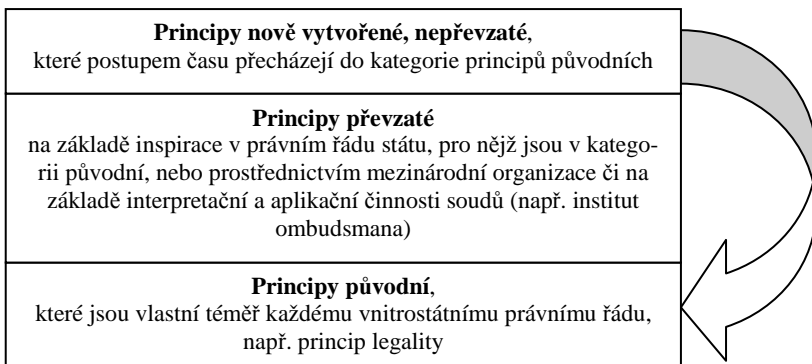 Principy nově vytvořené, nepřevzaté,
které postupem času přecházejí do kategorie principů původních
Principy převzaté
na základě inspirace v právním řádu státu, pro nějž jsou v katego-
rii původní, nebo prostřednictvím mezinárodní organizace či na
základě interpretační a aplikační činnosti soudů (např. institut
ombudsmana)
Principy původní,
které jsou vlastní téměř každému vnitrostátnímu právnímu řádu,
např. princip legality